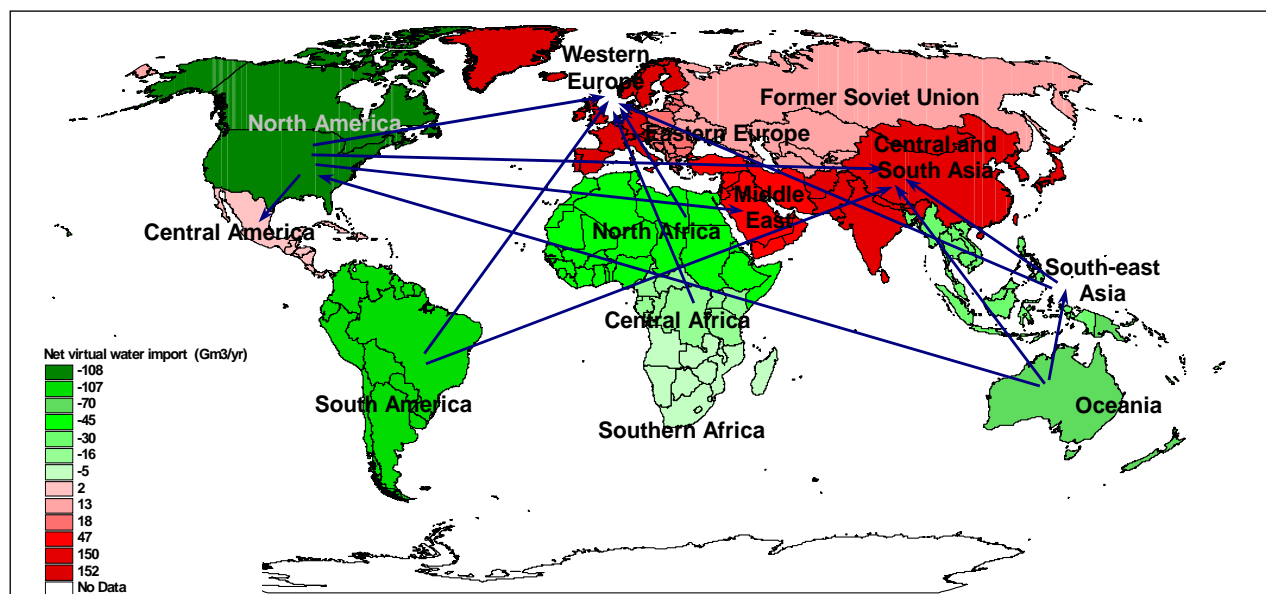 Western
Europe
Former Soviet Union
North America
Eastern Europe
Central and
South Asia
Middle
East
Central America
North Africa
South-east
Asia
Central Africa
South America
Oceania
Southern Africa
Net virtual water import (Gm3/yr)
-108
-107
-70
-45
-30
-16
-5
2
13
18
47
150
152
No Data